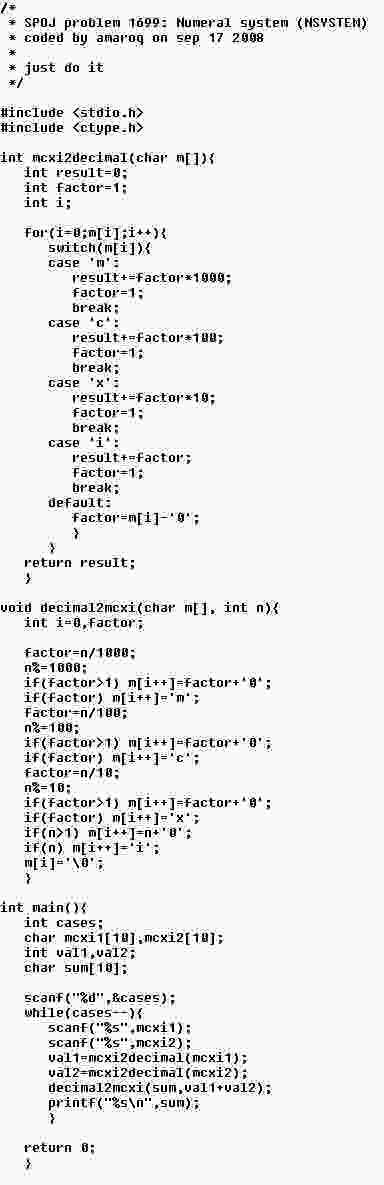 /*
 * SPOJ problem 1699: Numeral system (NSYSTEM)
 * coded by amaroq on sep 17 2008
 *
 * just do it
 */

#include <stdio.h>
#include <ctype.h>

int mcxi2decimal(char m[]){
   int result=0;
   int factor=1;
   int i;

   for(i=0;m[i];i++){
      switch(m[i]){
      case 'm':
         result+=factor*1000;
         factor=1;
         break;
      case 'c':
         result+=factor*100;
         factor=1;
         break;
      case 'x':
         result+=factor*10;
         factor=1;
         break;
      case 'i':
         result+=factor;
         factor=1;
         break;
      default:
         factor=m[i]-'0';
         }
      }
   return result;
   }

void decimal2mcxi(char m[], int n){
   int i=0,factor;

   factor=n/1000;
   n%=1000;
   if(factor>1) m[i++]=factor+'0';
   if(factor) m[i++]='m';
   factor=n/100;
   n%=100;
   if(factor>1) m[i++]=factor+'0';
   if(factor) m[i++]='c';
   factor=n/10;
   n%=10;
   if(factor>1) m[i++]=factor+'0';
   if(factor) m[i++]='x';
   if(n>1) m[i++]=n+'0';
   if(n) m[i++]='i';
   m[i]='\0';
   }

int main(){
   int cases;
   char mcxi1[10],mcxi2[10];
   int val1,val2;
   char sum[10];

   scanf("%d",&cases);
   while(cases--){
      scanf("%s",mcxi1);
      scanf("%s",mcxi2);
      val1=mcxi2decimal(mcxi1);
      val2=mcxi2decimal(mcxi2);
      decimal2mcxi(sum,val1+val2);
      printf("%s\n",sum);
      }

   return 0;
   }